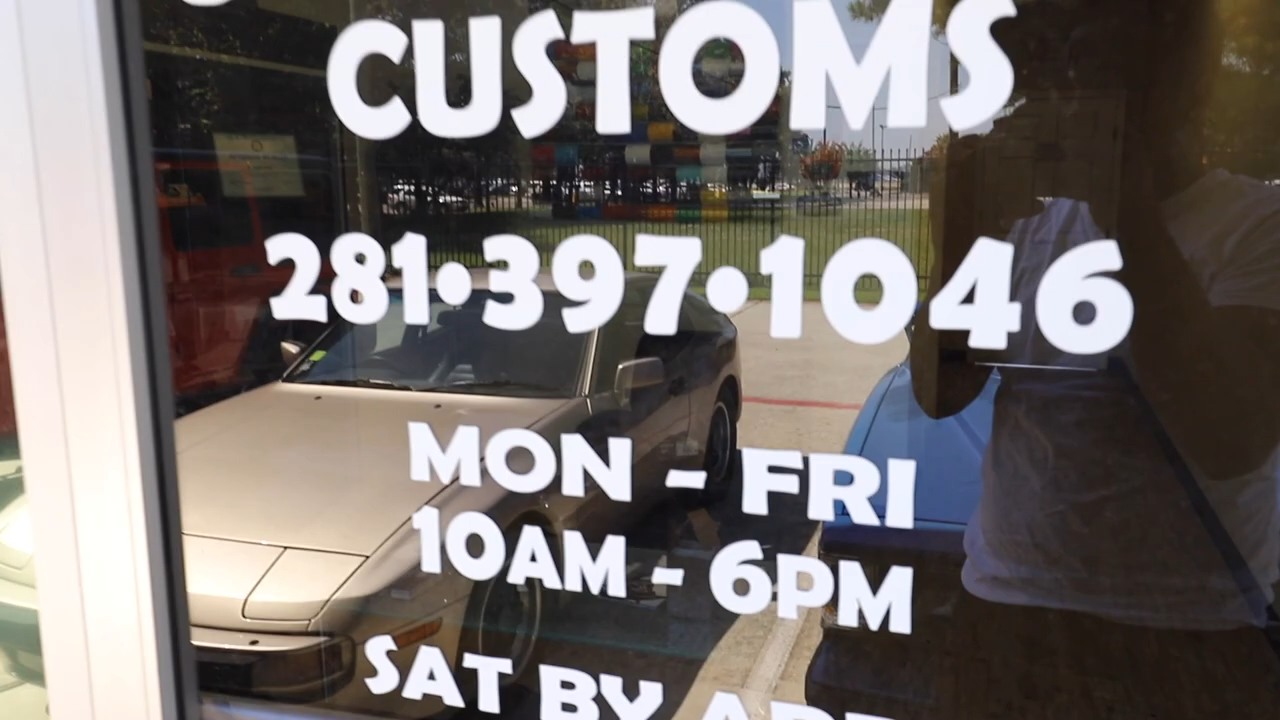 CUSTOMS
281•397•1046
MON - FRI
10AM - 6PM
SAT BY